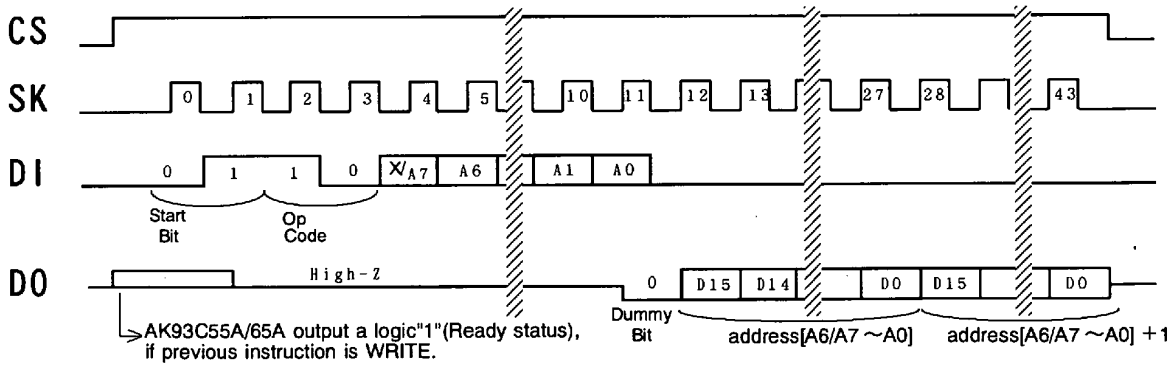 CS
SK 0 1 2 3 4 5 10 11 12 13 27 28 43
DI 0 1 1 0 X/A7 A6 A1 A0
Start Bit
Op Code
DO High-Z 0 D15 D14 D0 D15 D0
Dummy Bit
address[A6/A7 ～A0]
address[A6/A7 ～A0] +1
AK93C55A/65A output a logic"1"(Ready status),
if previous instruction is WRITE.